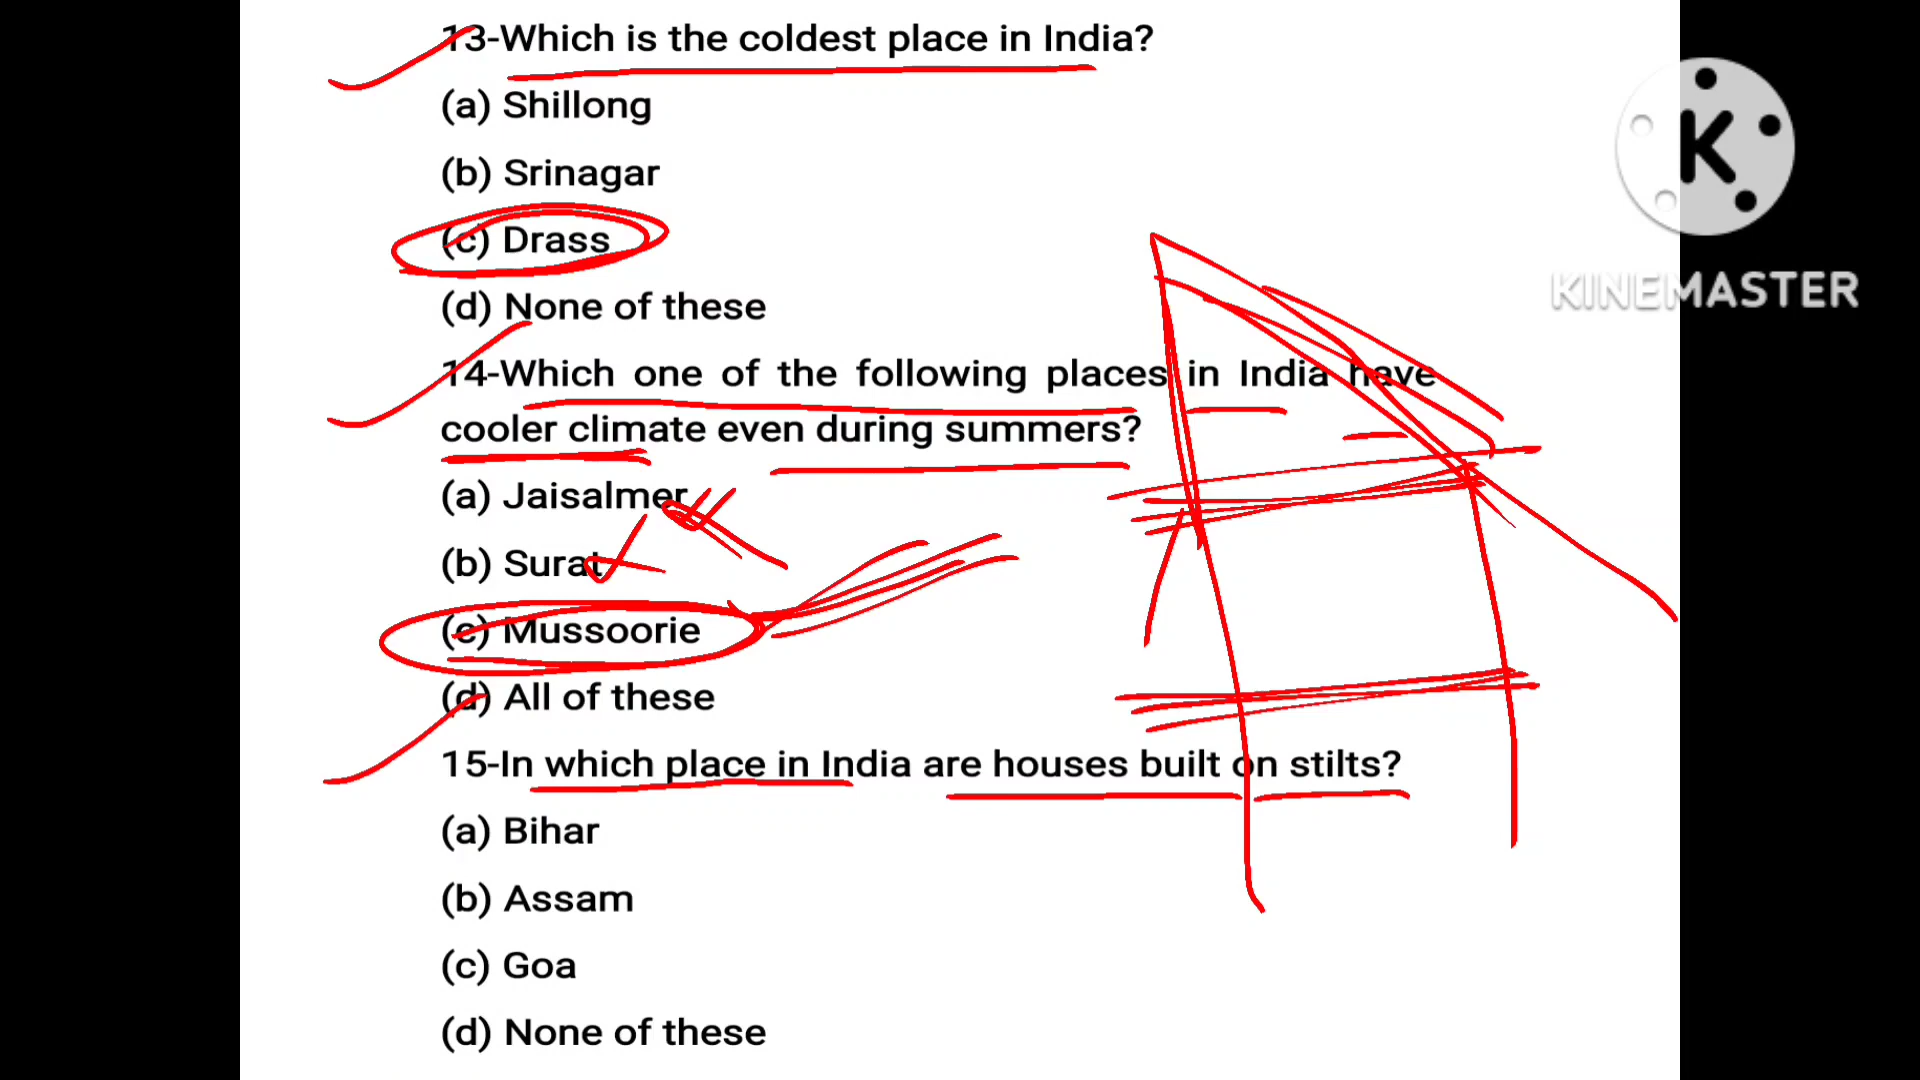 13-Which is the coldest place in India?
(a) Shillong
(b) Srinagar
(c) Drass
(d) None of these
14-Which one of the following places in India have
cooler climate even during summers?
(a) Jaisalmer
(b) Surat
(c) Mussoorie
(d) All of these
15-In which place in India are houses built on stilts?
(a) Bihar
(b) Assam
(c) Goa
(d) None of these
K
KINEMASTER